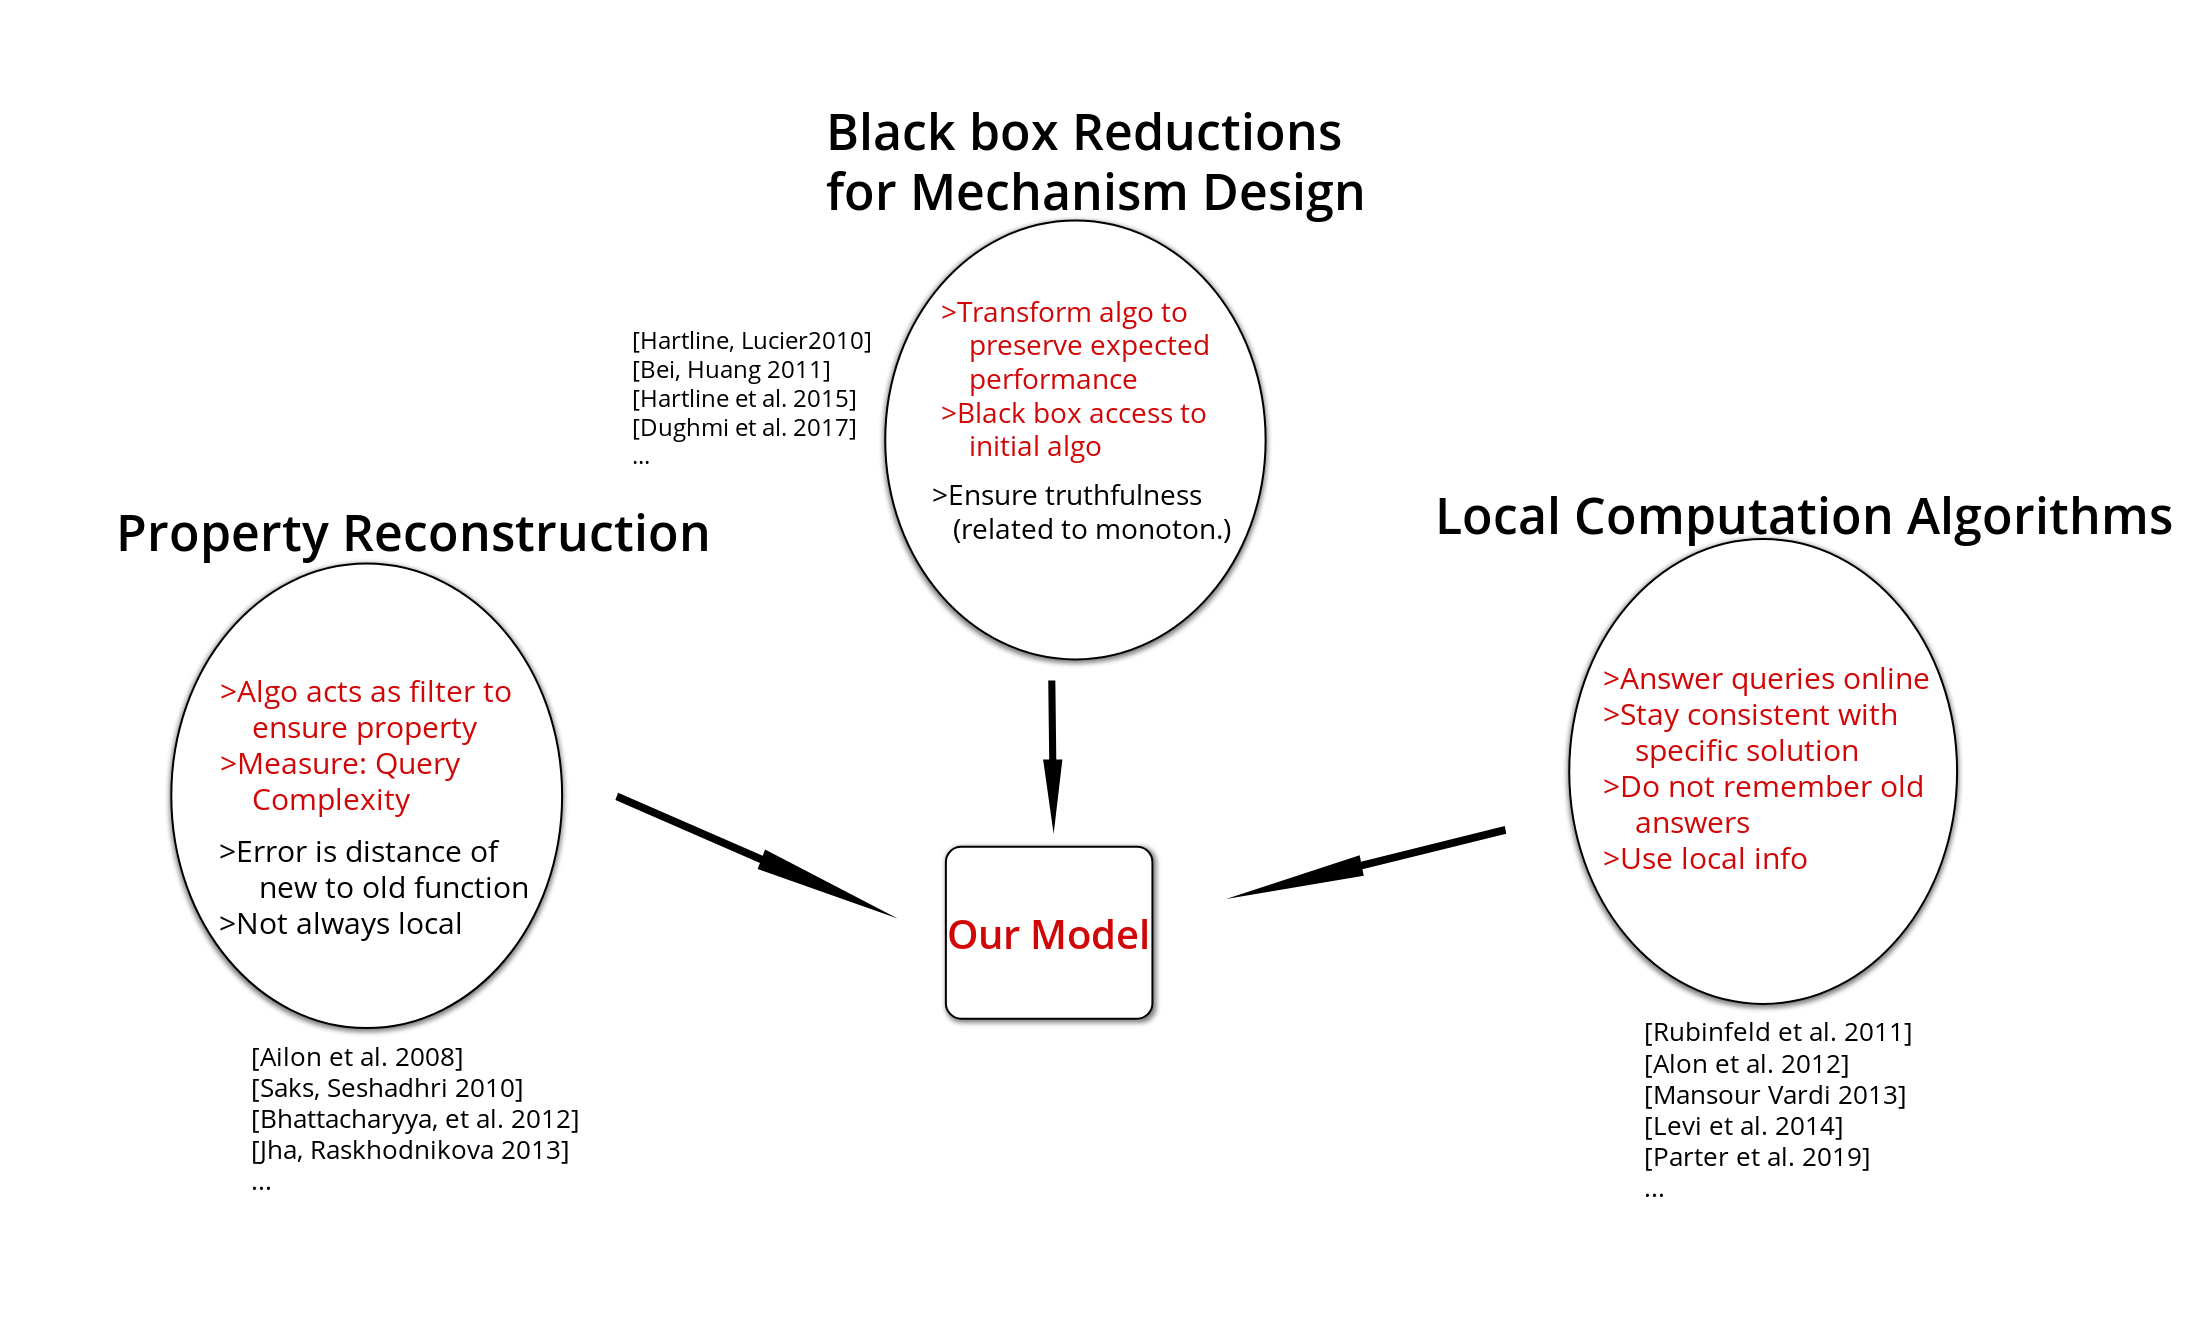 Black box Reductions
for Mechanism Design
>Transform algo to
preserve expected
performance
>Black box access to
initial algo
>Ensure truthfulness
(related to monoton.)
[Hartline, Lucier2010]
[Bei, Huang 2011]
[Hartline et al. 2015]
[Dughmi et al. 2017]
...
Property Reconstruction
>Algo acts as filter to
ensure property
>Measure: Query
Complexity
>Error is distance of
new to old function
>Not always local
[Ailon et al. 2008]
[Saks, Seshadhri 2010]
[Bhattacharyya, et al. 2012]
[Jha, Raskhodnikova 2013]
...
Our Model
Local Computation Algorithms
>Answer queries online
>Stay consistent with
specific solution
>Do not remember old
answers
>Use local info
[Rubinfeld et al. 2011]
[Alon et al. 2012]
[Mansour Vardi 2013]
[Levi et al. 2014]
[Parter et al. 2019]
...